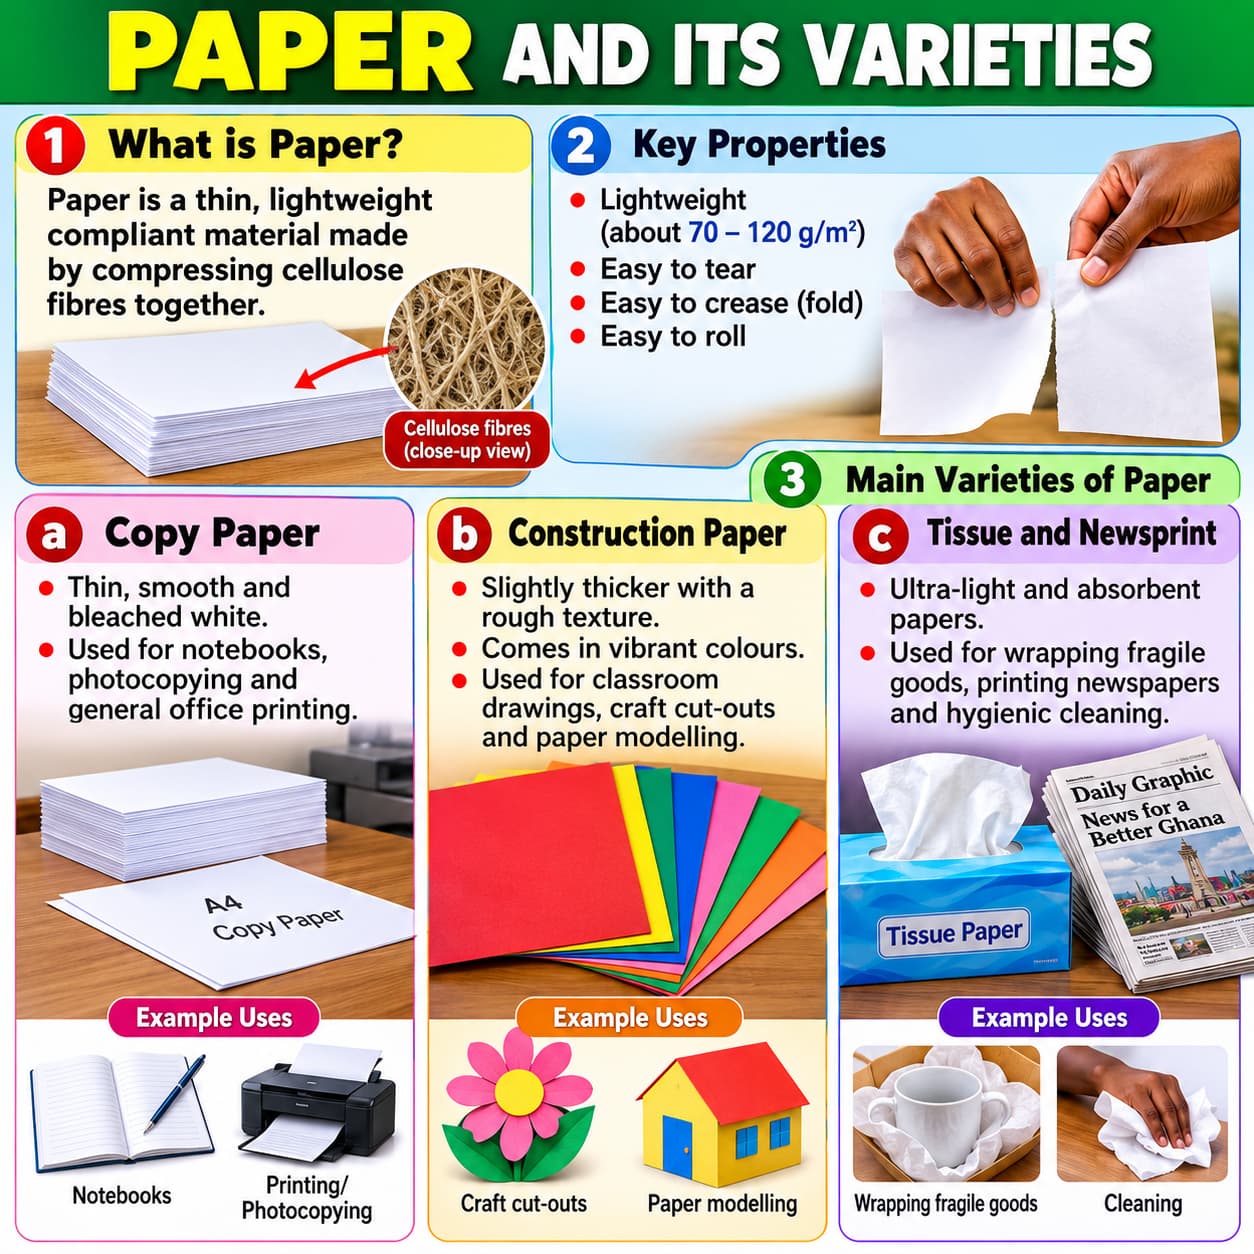 PAPER AND ITS VARIETIES
1 What is Paper?
Paper is a thin, lightweight
compliant material made
by compressing cellulose
fibres together.
Cellulose fibres
(close-up view)
2 Key Properties
Lightweight
(about 70 – 120 g/m²)
Easy to tear
Easy to crease (fold)
Easy to roll
3 Main Varieties of Paper
a Copy Paper
Thin, smooth and
bleached white.
Used for notebooks,
photocopying and
general office printing.
A4
Copy Paper
Example Uses
Notebooks
Printing/
Photocopying
b Construction Paper
Slightly thicker with a
rough texture.
Comes in vibrant colours.
Used for classroom
drawings, craft cut-outs
and paper modelling.
Example Uses
Craft cut-outs
Paper modelling
c Tissue and Newsprint
Ultra-light and absorbent
papers.
Used for wrapping fragile
goods, printing newspapers
and hygienic cleaning.
Tissue Paper
Daily Graphic
News for a
Better Ghana
Example Uses
Wrapping fragile goods
Cleaning